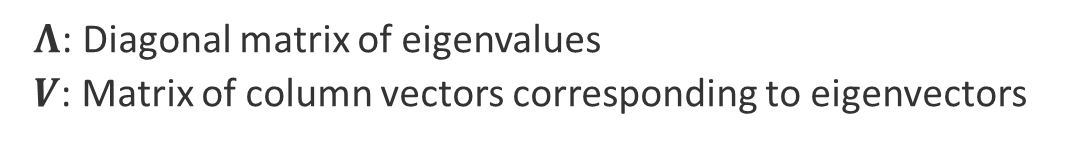 Λ: Diagonal matrix of eigenvalues
V: Matrix of column vectors corresponding to eigenvectors